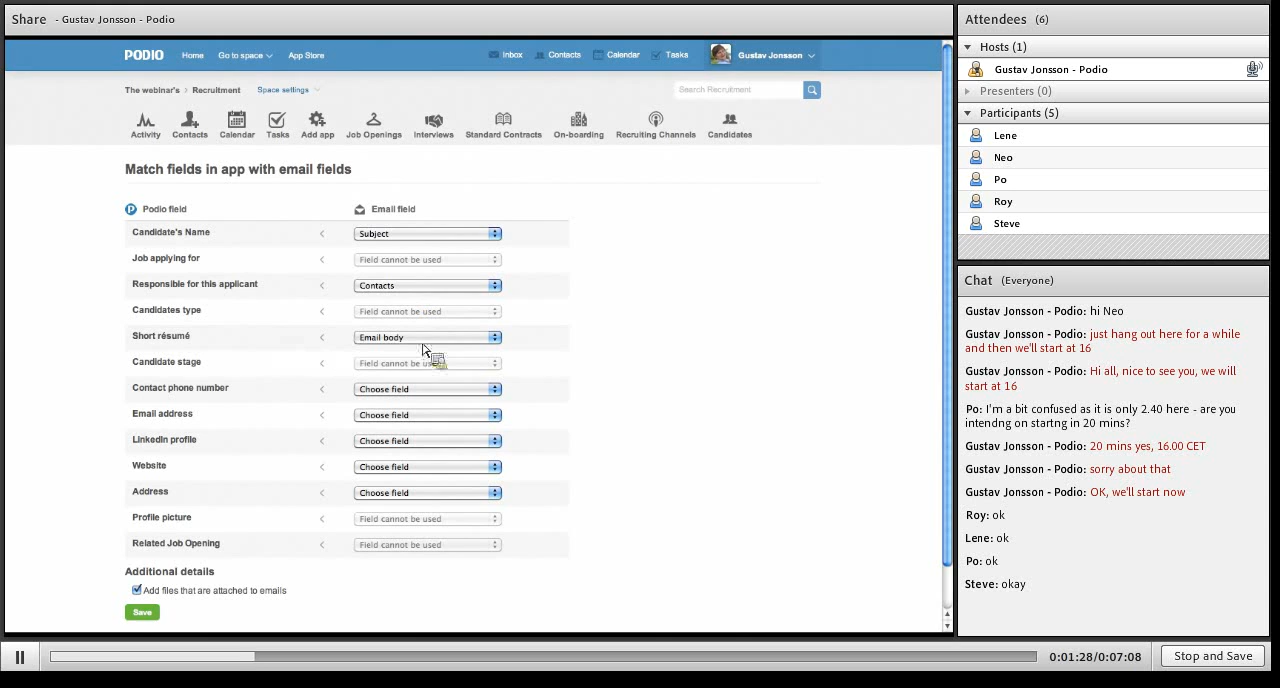 Share - Gustav Jonsson - Podio
PODIO Home Go to space App Store Inbox Contacts Calendar Tasks Gustav Jonsson
The webinar's › Recruitment Space settings Search Recruitment
Activity Contacts Calendar Tasks Add app Job Openings Interviews Standard Contracts On-boarding Recruiting Channels Candidates
Match fields in app with email fields
Podio field Email field
Candidate's Name Subject
Job applying for Field cannot be used
Responsible for this applicant Contacts
Candidates type Field cannot be used
Short résumé Email body
Candidate stage Field cannot be used
Contact phone number Choose field
Email address Choose field
LinkedIn profile Choose field
Website Choose field
Address Choose field
Profile picture Field cannot be used
Related Job Opening Field cannot be used
Additional details
Add files that are attached to emails
Save
Attendees (6)
Hosts (1)
Gustav Jonsson - Podio
Presenters (0)
Participants (5)
Lene
Neo
Po
Roy
Steve
Chat (Everyone)
Gustav Jonsson - Podio: hi Neo
Gustav Jonsson - Podio: just hang out here for a while
and then we'll start at 16
Gustav Jonsson - Podio: Hi all, nice to see you, we will
start at 16
Po: I'm a bit confused as it is only 2.40 here - are you
intendng on startng in 20 mins?
Gustav Jonsson - Podio: 20 mins yes, 16.00 CET
Gustav Jonsson - Podio: sorry about that
Gustav Jonsson - Podio: OK, we'll start now
Roy: ok
Lene: ok
Po: ok
Steve: okay
0:01:28/0:07:08 Stop and Save